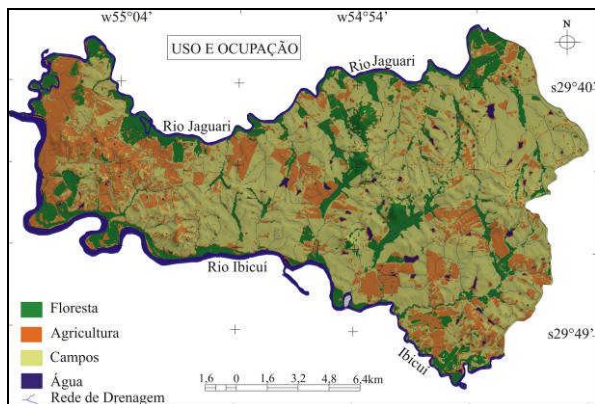 w55°04’
w54°54’
USO E OCUPAÇÃO
N
Rio Jaguari
s29°40’
Rio Jaguari
Rio Ibicuí
Floresta
Agricultura
Campos
Água
Rede de Drenagem
Ibicuí
s29°49’
1,6 0 1,6 3,2 4,8 6,4km